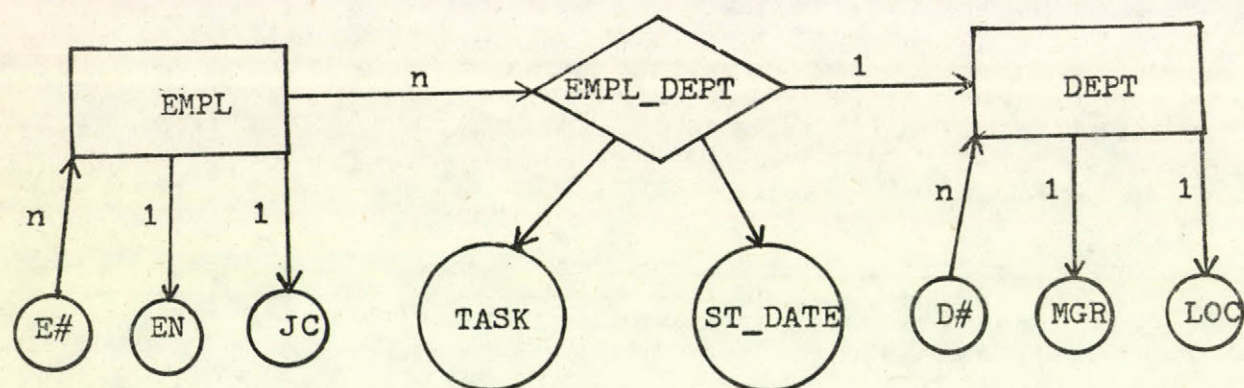 EMPL
n
EMPL_DEPT
1
DEPT
n
1
1
n
1
1
E#
EN
JC
TASK
ST_DATE
D#
MGR
LOC